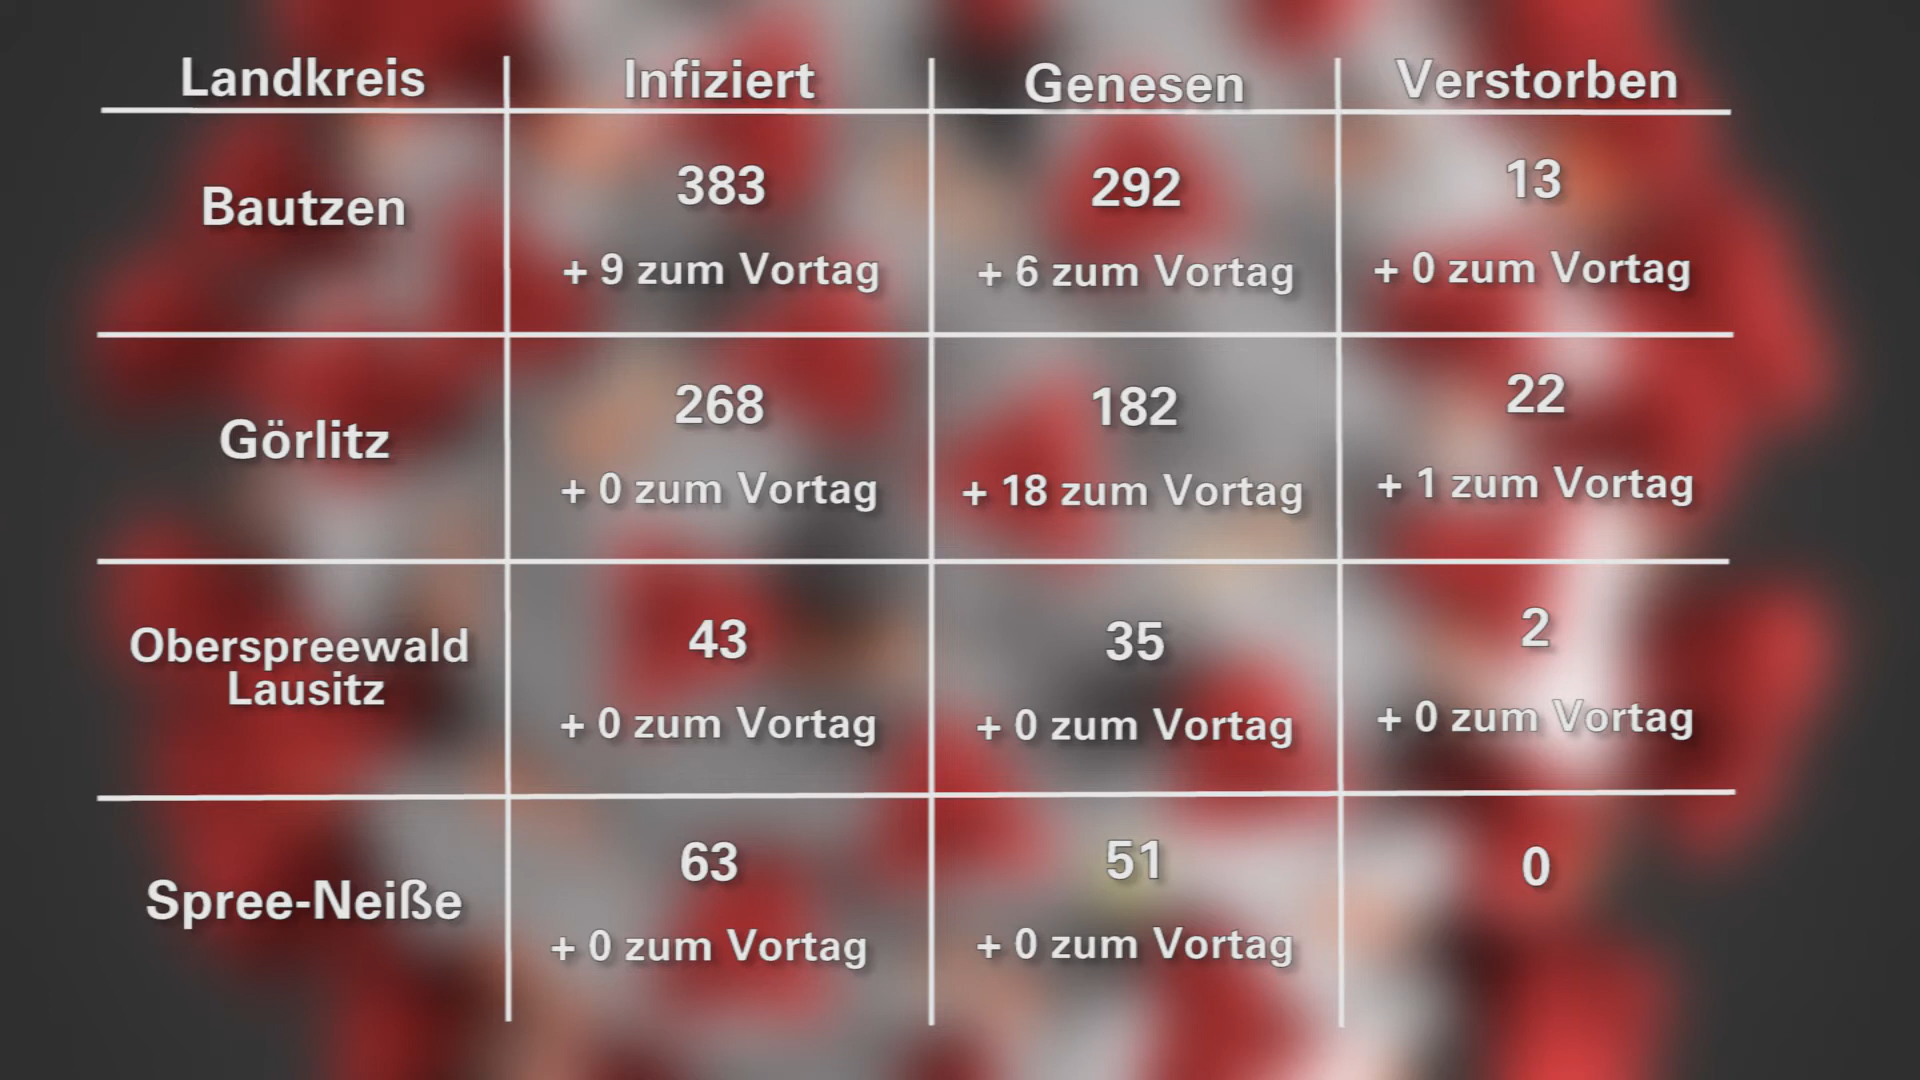 Landkreis Infiziert Genesen Verstorben
Bautzen 383 292 13
+ 9 zum Vortag + 6 zum Vortag + 0 zum Vortag
Görlitz 268 182 22
+ 0 zum Vortag + 18 zum Vortag + 1 zum Vortag
Oberspreewald 43 35 2
Lausitz
+ 0 zum Vortag + 0 zum Vortag + 0 zum Vortag
Spree-Neiße 63 51 0
+ 0 zum Vortag + 0 zum Vortag